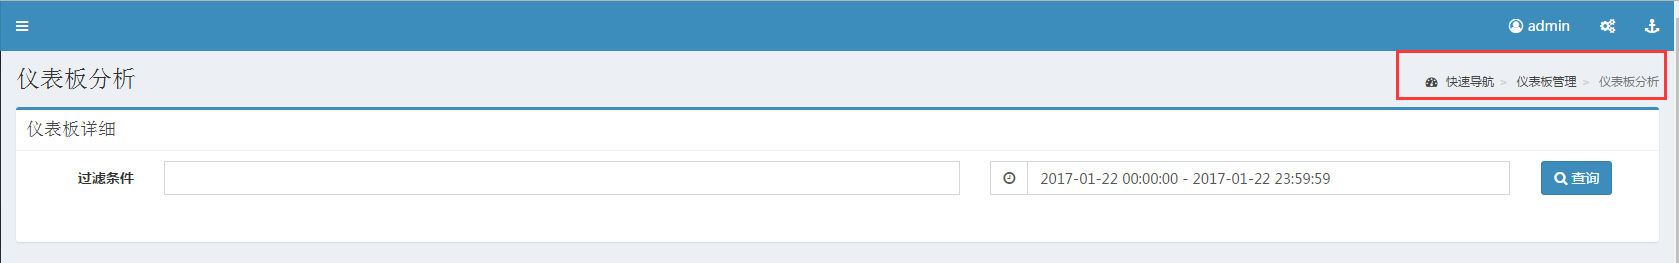 admin
仪表板分析
快速导航 > 仪表板管理 > 仪表板分析
仪表板详细
过滤条件 2017-01-22 00:00:00 - 2017-01-22 23:59:59 查询